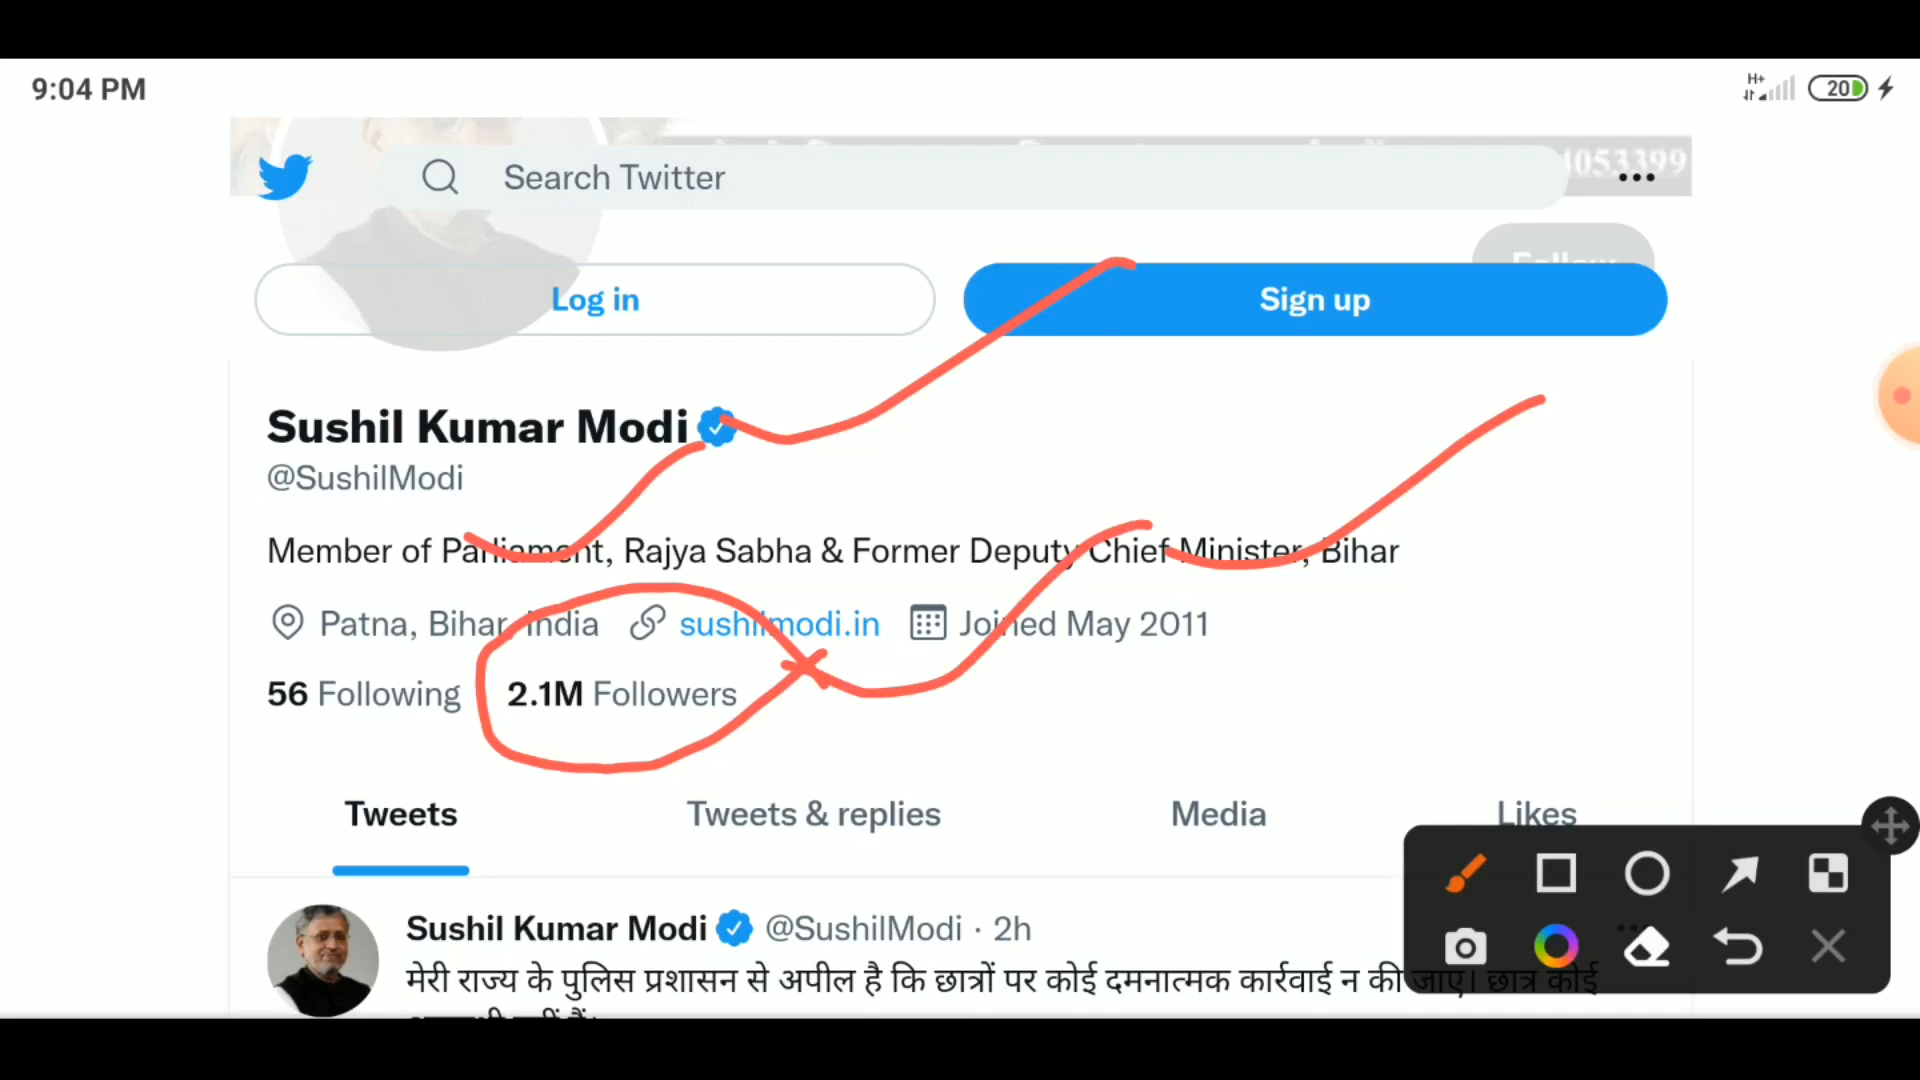 9:04 PM
H+
20
4053399
Search Twitter
Log in
Sign up
Sushil Kumar Modi
@SushilModi
Member of Parliament, Rajya Sabha & Former Deputy Chief Minister, Bihar
Patna, Bihar, India sushilmodi.in Joined May 2011
56 Following 2.1M Followers
Tweets Tweets & replies Media Likes
Sushil Kumar Modi @SushilModi · 2h
मेरी राज्य के पुलिस प्रशासन से अपील है कि छात्रों पर कोई दमनात्मक कार्रवाई न की जाए। छात्र कोई